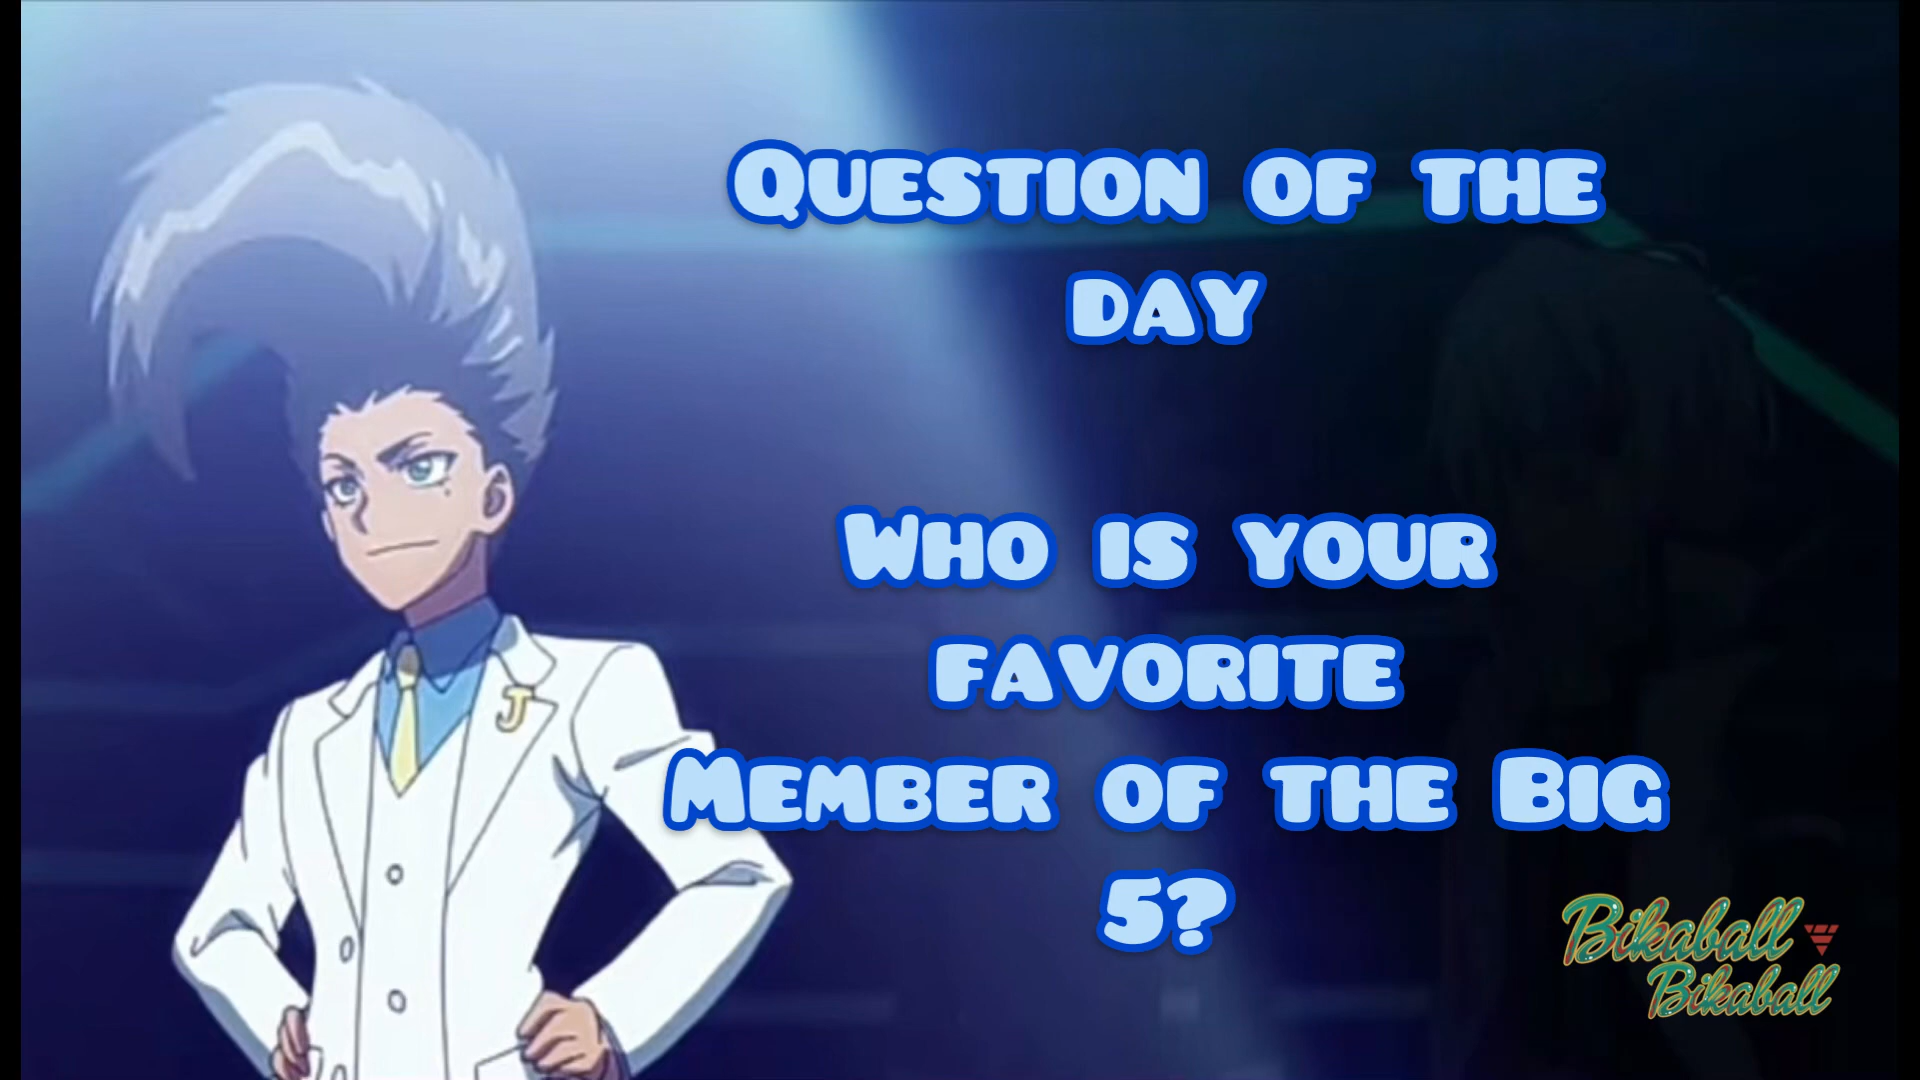 Question of the
day
Who is your
favorite
Member of the Big
5?
J
Bikaball
Bikaball